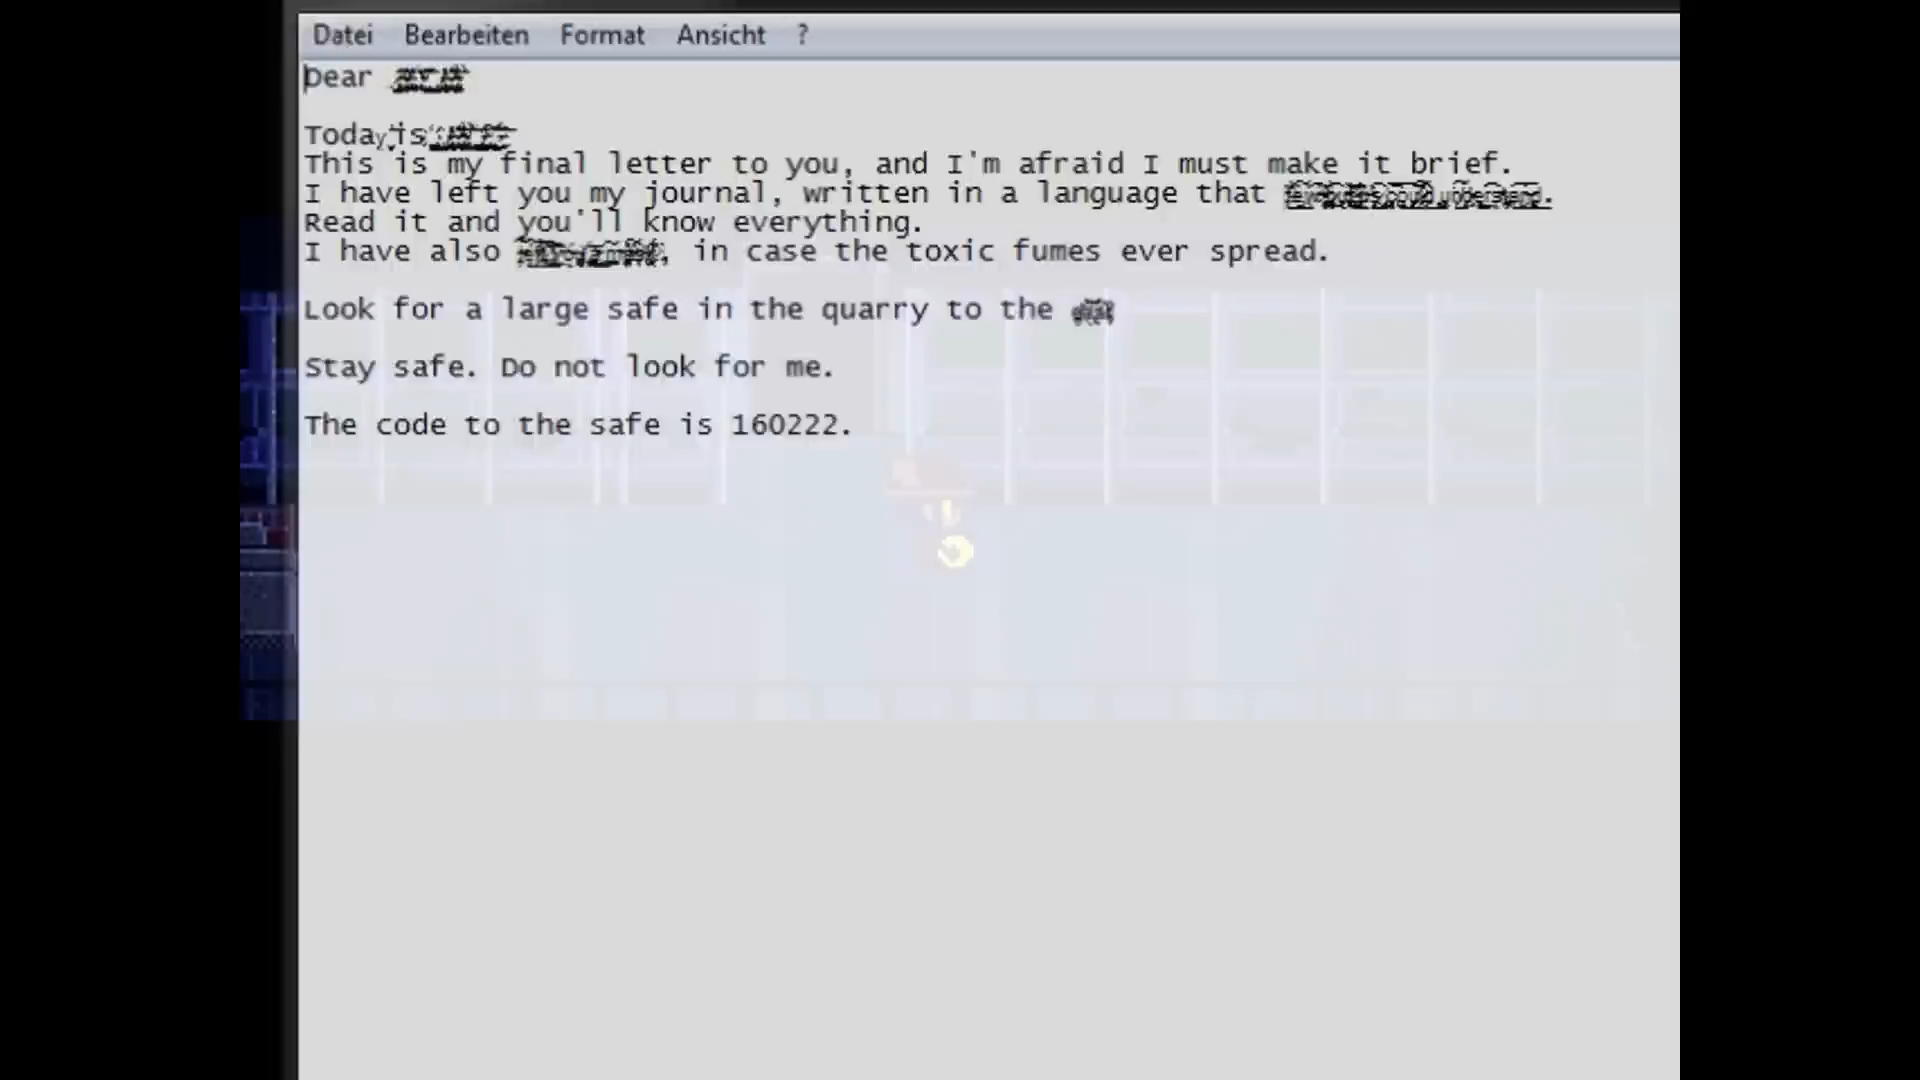 Datei Bearbeiten Format Ansicht ?
Dear
Today is
This is my final letter to you, and I'm afraid I must make it brief.
I have left you my journal, written in a language that
Read it and you'll know everything.
I have also , in case the toxic fumes ever spread.
Look for a large safe in the quarry to the
Stay safe. Do not look for me.
The code to the safe is 160222.